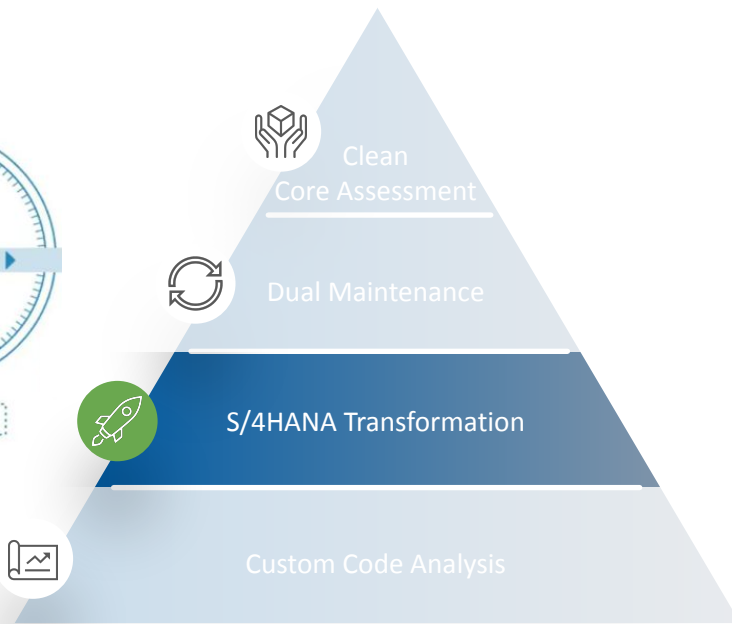 Clean
Core Assessment
Dual Maintenance
S/4HANA Transformation
Custom Code Analysis